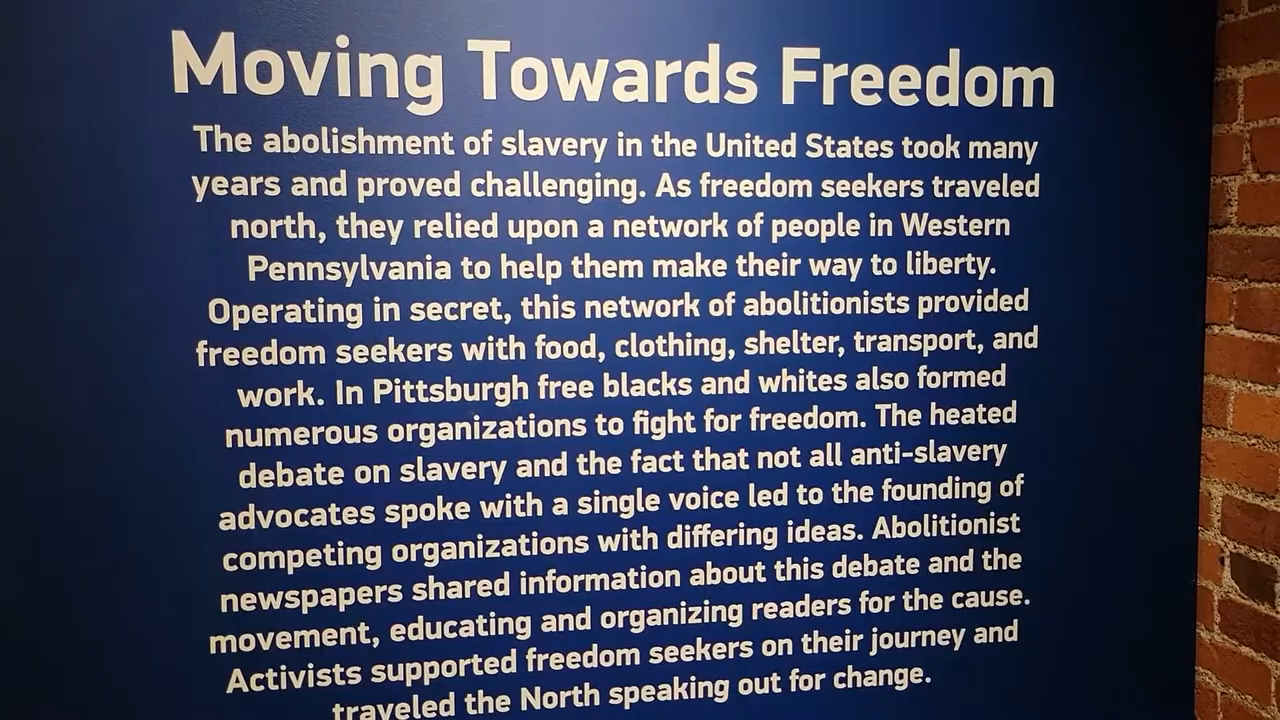 Moving Towards Freedom
The abolishment of slavery in the United States took many
years and proved challenging. As freedom seekers traveled
north, they relied upon a network of people in Western
Pennsylvania to help them make their way to liberty.
Operating in secret, this network of abolitionists provided
freedom seekers with food, clothing, shelter, transport, and
work. In Pittsburgh free blacks and whites also formed
numerous organizations to fight for freedom. The heated
debate on slavery and the fact that not all anti-slavery
advocates spoke with a single voice led to the founding of
competing organizations with differing ideas. Abolitionist
newspapers shared information about this debate and the
movement, educating and organizing readers for the cause.
Activists supported freedom seekers on their journey and
traveled the North speaking out for change.